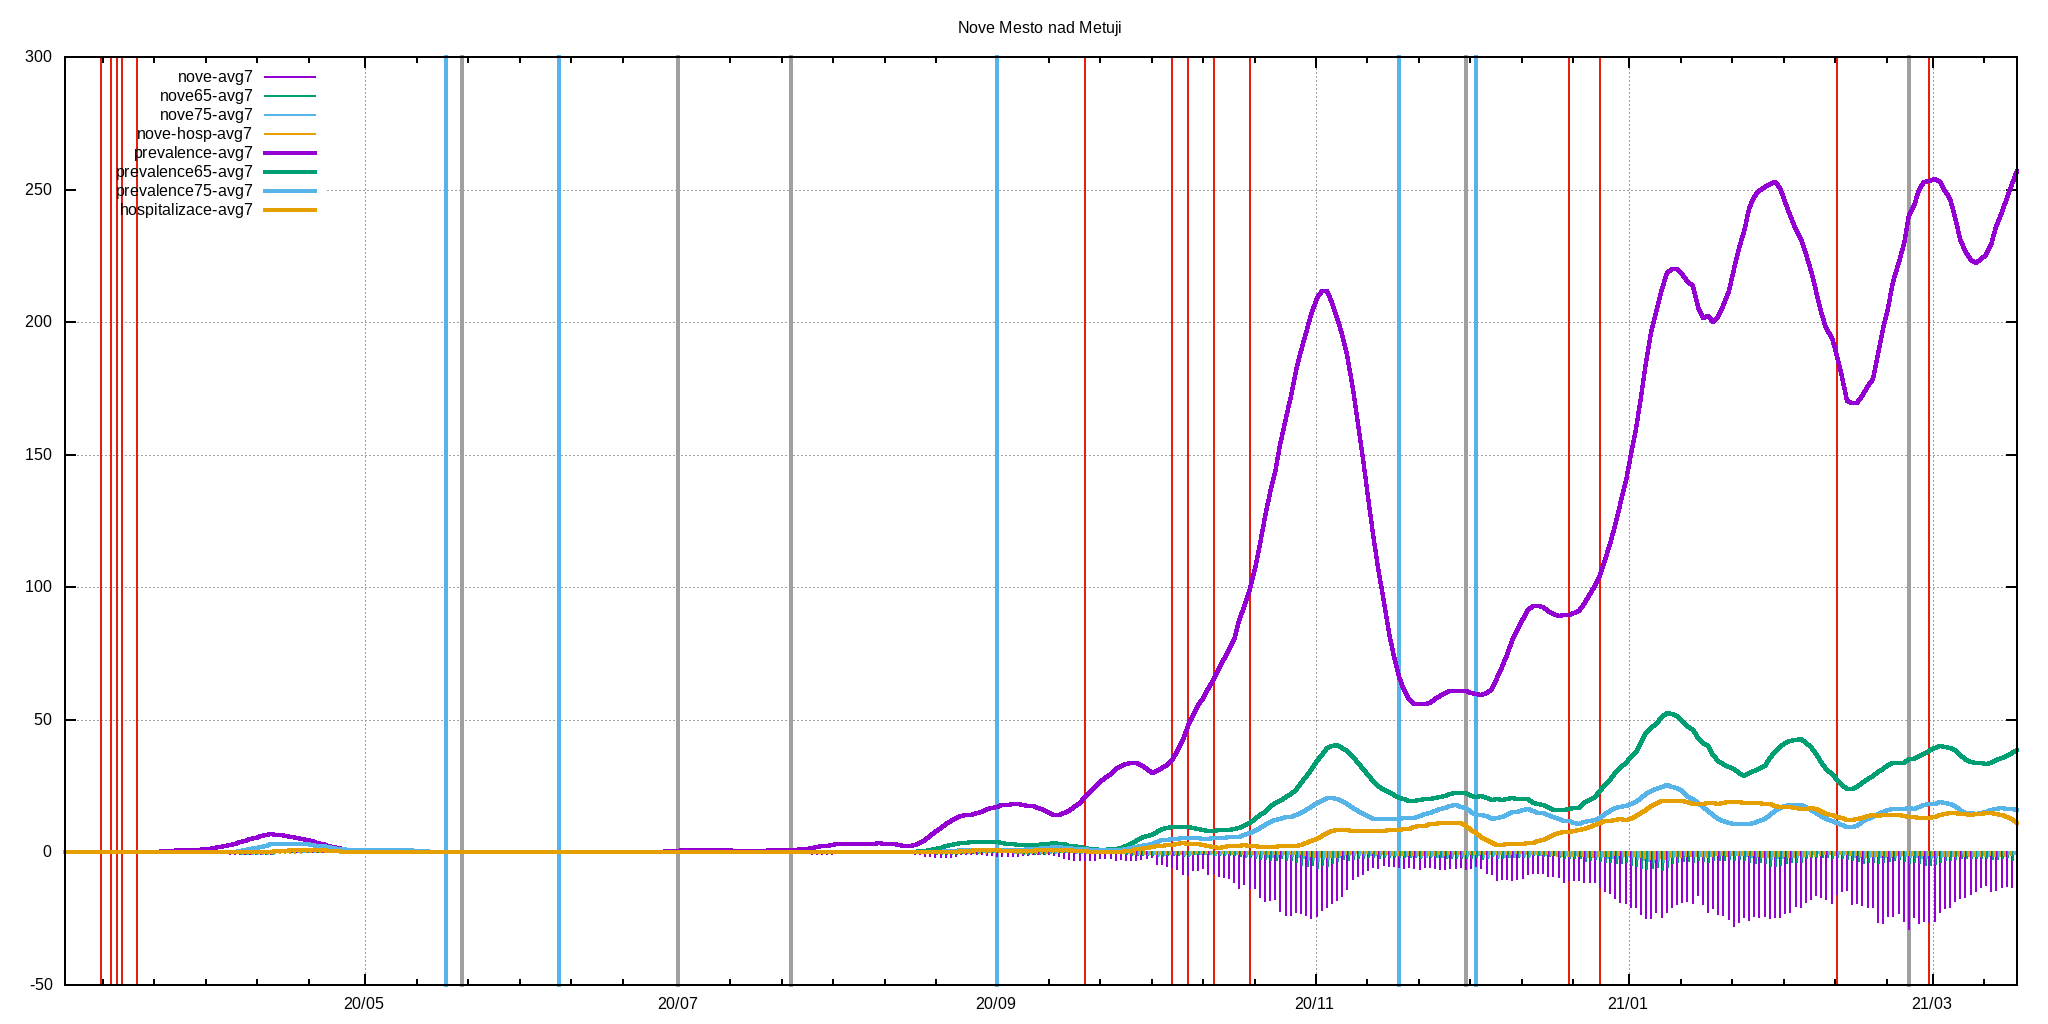 Nove Mesto nad Metuji
300
250
200
150
100
50
0
-50
nove-avg7
nove65-avg7
nove75-avg7
nove-hosp-avg7
prevalence-avg7
prevalence65-avg7
prevalence75-avg7
hospitalizace-avg7
20/05 20/07 20/09 20/11 21/01 21/03